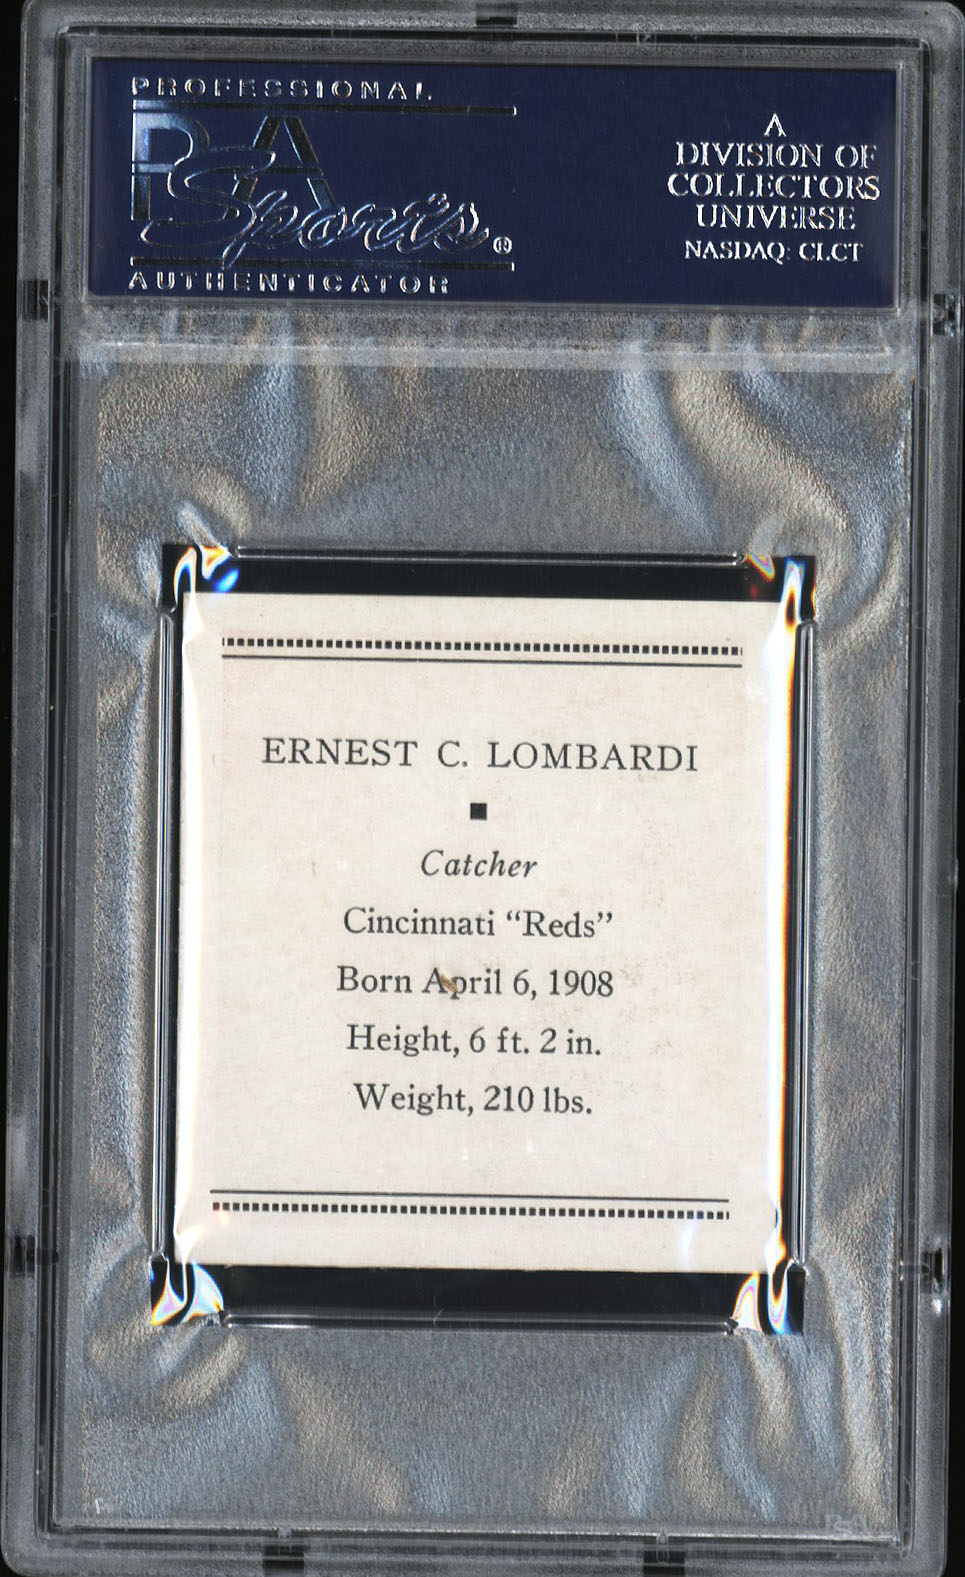 PROFESSIONAL
PSA
Sports®
AUTHENTICATOR
A
DIVISION OF
COLLECTORS
UNIVERSE
NASDAQ: CLCT
ERNEST C. LOMBARDI
Catcher
Cincinnati “Reds”
Born April 6, 1908
Height, 6 ft. 2 in.
Weight, 210 lbs.
PSA